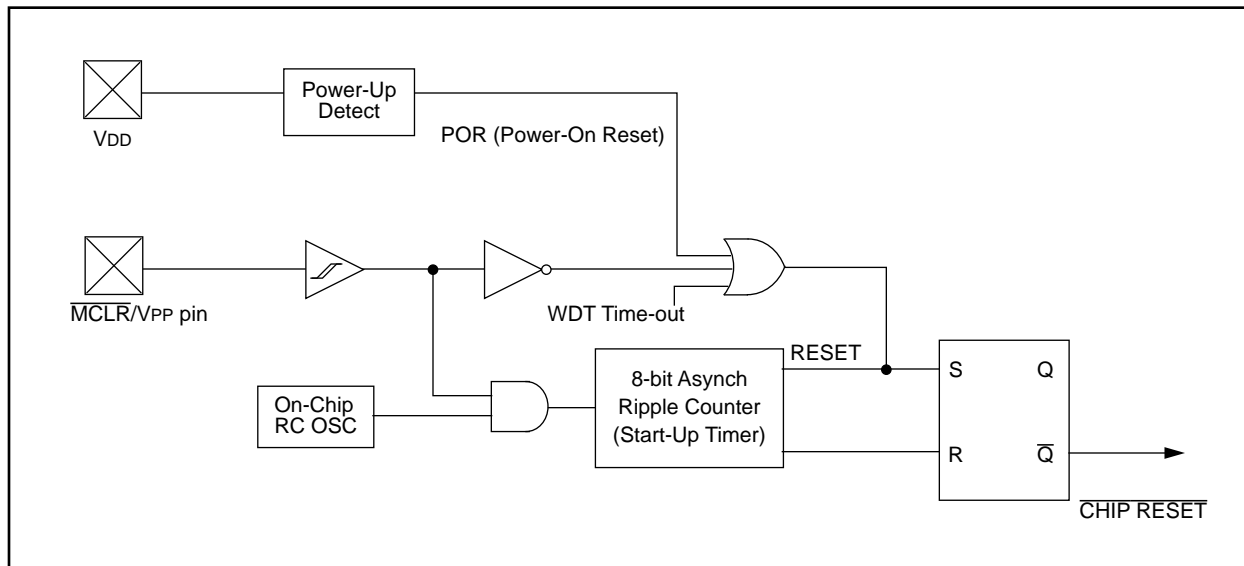 Power-Up
Detect
VDD
POR (Power-On Reset)
MCLR/VPP pin
WDT Time-out
RESET
8-bit Asynch
Ripple Counter
(Start-Up Timer)
On-Chip
RC OSC
S Q
R Q̅
CHIP RESET